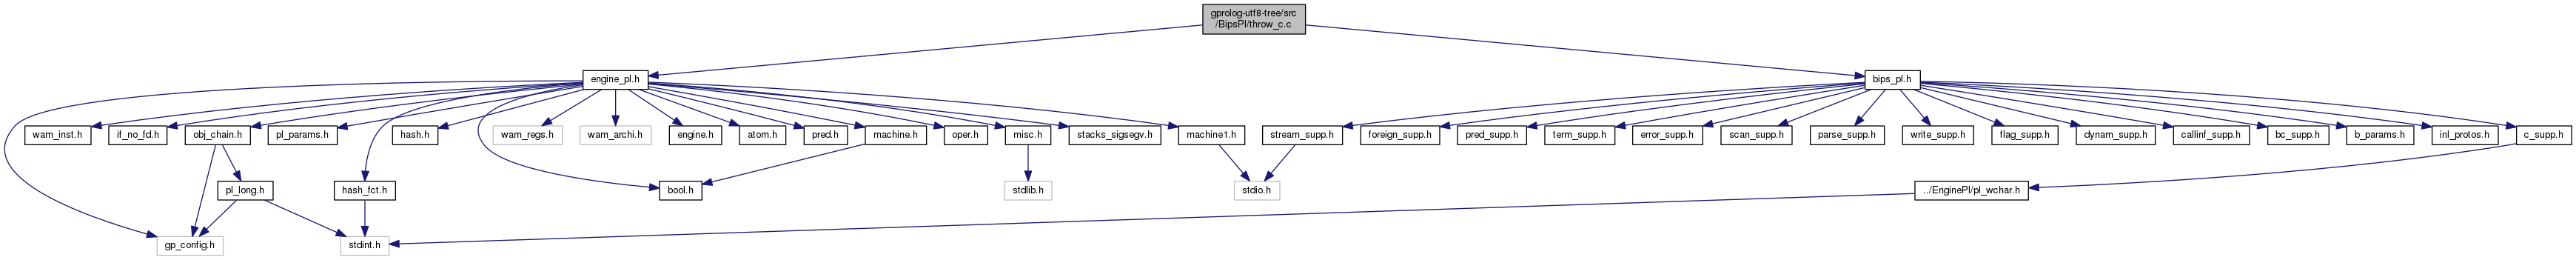 gprolog-utf8-tree/src
/BipsPl/throw_c.c
engine_pl.h
bips_pl.h
wam_inst.h
if_no_fd.h
obj_chain.h
pl_params.h
hash.h
wam_regs.h
wam_archi.h
engine.h
atom.h
pred.h
machine.h
oper.h
misc.h
stacks_sigsegv.h
machine1.h
stream_supp.h
foreign_supp.h
pred_supp.h
term_supp.h
error_supp.h
scan_supp.h
parse_supp.h
write_supp.h
flag_supp.h
dynam_supp.h
callinf_supp.h
bc_supp.h
b_params.h
inl_protos.h
c_supp.h
pl_long.h
hash_fct.h
bool.h
stdlib.h
stdio.h
../EnginePl/pl_wchar.h
gp_config.h
stdint.h